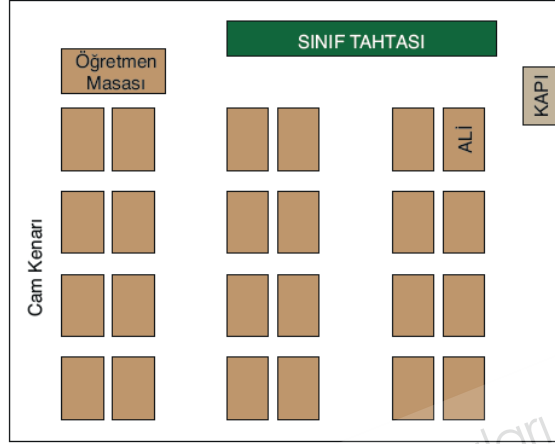 SINIF TAHTASI
Öğretmen
Masası
KAPI
ALİ
Cam Kenarı